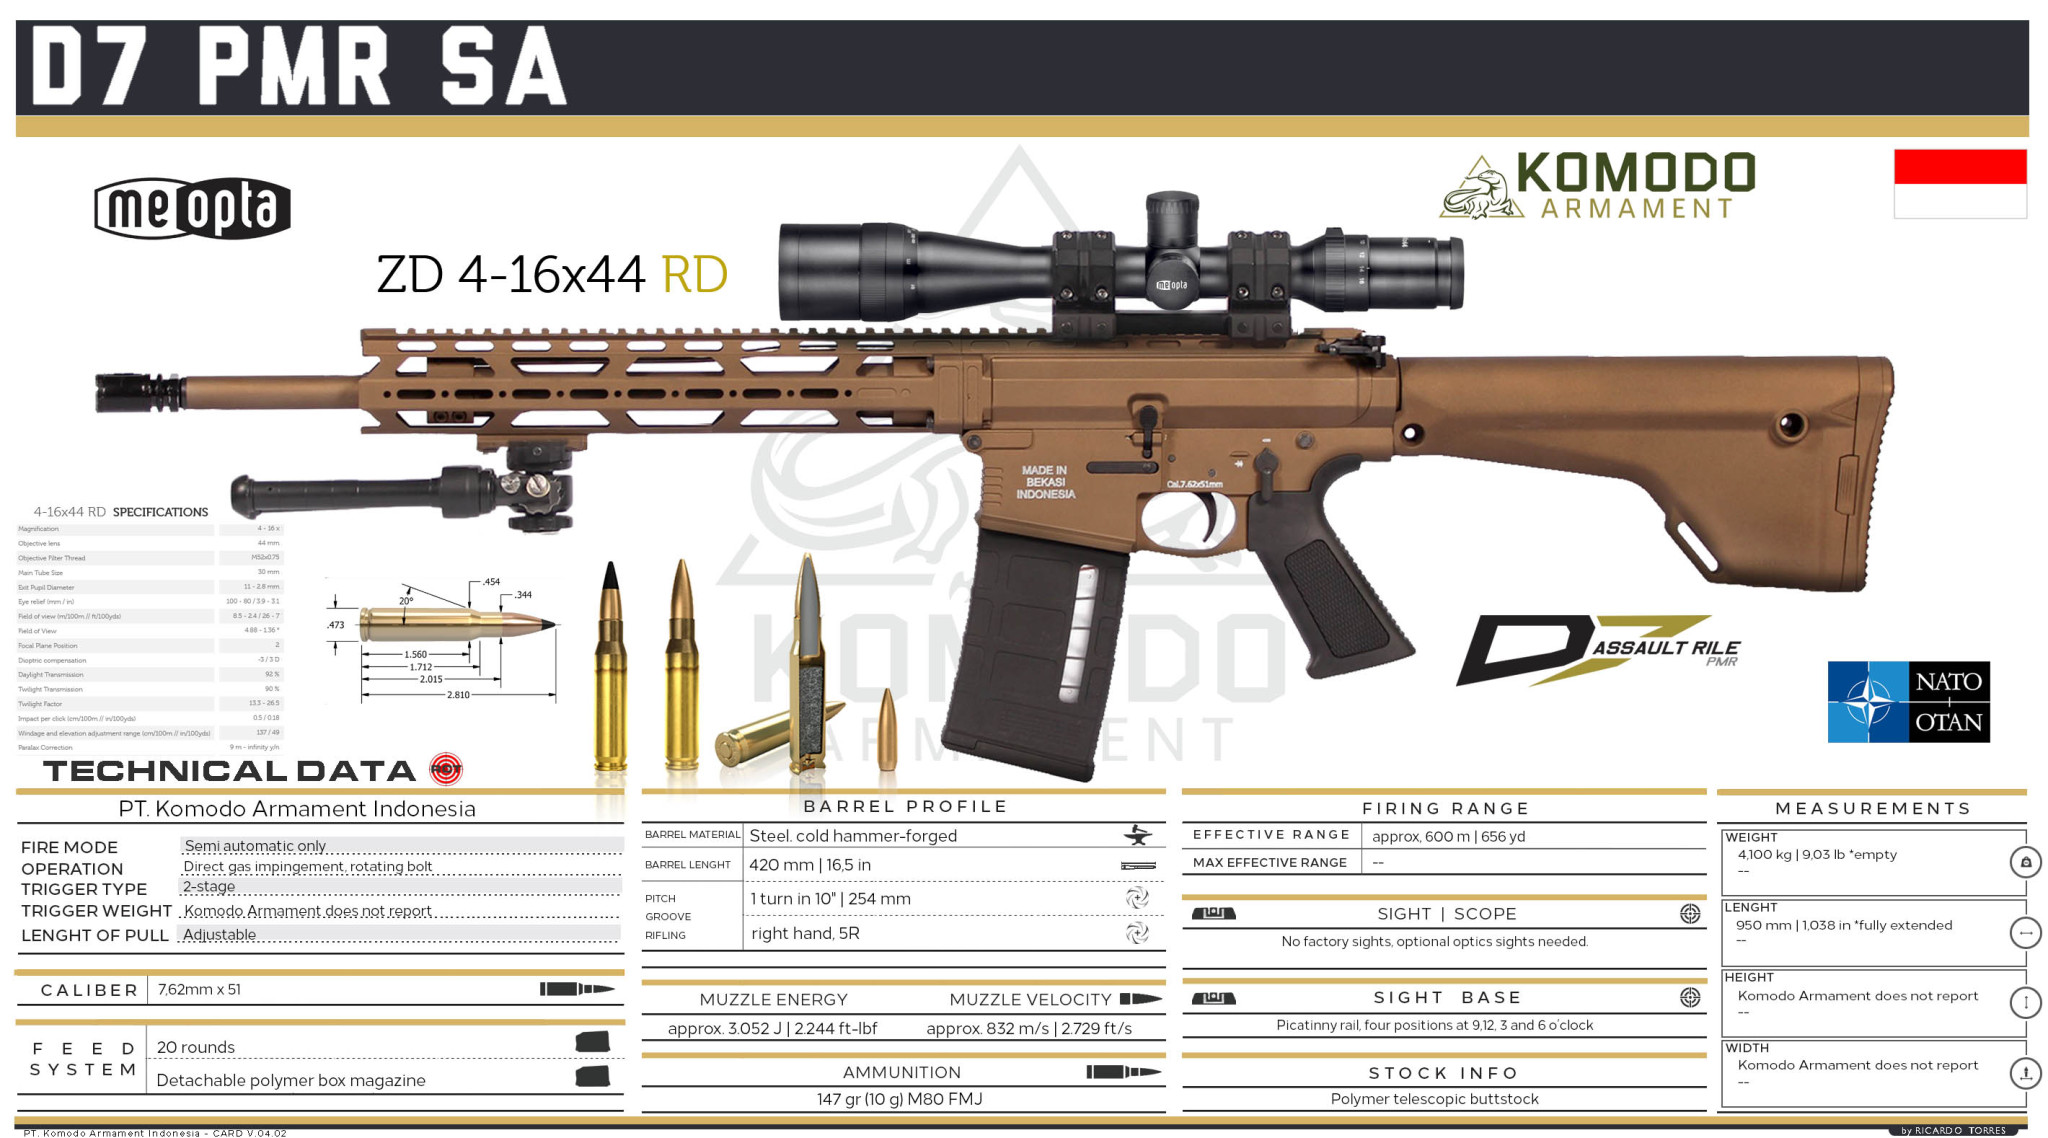 D7 PMR SA
meopta
KOMODO
ARMAMENT
ZD 4-16x44 RD
meopta
MADE IN
BEKASI
INDONESIA
Cal.7.62x51mm
4-16x44 RD SPECIFICATIONS
Magnification 4 - 16 x
Objective lens 44 mm
Objective Filter Thread M52x0.75
Main Tube Size 30 mm
Exit Pupil Diameter 11 - 2.8 mm
Eye relief (mm / in) 100 - 80 / 3.9 - 3.1
Field of view (m/100m // ft/100yds) 8.5 - 2.4 / 26 - 7
Field of View 4.88 - 1.36 °
Focal Plane Position 2
Dioptric compensation -3 / 3 D
Daylight Transmission 92 %
Twilight Transmission 90 %
Twilight Factor 13.3 - 26.5
Impact per click (cm/100m // in/100yds) 0.5 / 0.18
Windage and elevation adjustment range (cm/100m // in/100yds) 137 / 49
Paralax Correction 9 m - infinity y/n
.454
20°
.344
.473
1.560
1.712
2.015
2.810
KOMODO
ARMAMENT
D7 ASSAULT RILE
PMR
NATO
OTAN
TECHNICAL DATA
PT. Komodo Armament Indonesia
FIRE MODE Semi automatic only
OPERATION Direct gas impingement, rotating bolt
TRIGGER TYPE 2-stage
TRIGGER WEIGHT Komodo Armament does not report
LENGHT OF PULL Adjustable
CALIBER 7,62mm x 51
FEED SYSTEM 20 rounds
Detachable polymer box magazine
BARREL PROFILE
BARREL MATERIAL Steel. cold hammer-forged
BARREL LENGHT 420 mm | 16,5 in
PITCH 1 turn in 10" | 254 mm
GROOVE
RIFLING right hand, 5R
MUZZLE ENERGY MUZZLE VELOCITY
approx. 3.052 J | 2.244 ft-lbf approx. 832 m/s | 2.729 ft/s
AMMUNITION
147 gr (10 g) M80 FMJ
FIRING RANGE
EFFECTIVE RANGE approx, 600 m | 656 yd
MAX EFFECTIVE RANGE --
SIGHT | SCOPE
No factory sights, optional optics sights needed.
SIGHT BASE
Picatinny rail, four positions at 9,12, 3 and 6 o'clock
STOCK INFO
Polymer telescopic buttstock
MEASUREMENTS
WEIGHT
4,100 kg | 9,03 lb *empty
--
LENGHT
950 mm | 1,038 in *fully extended
--
HEIGHT
Komodo Armament does not report
--
WIDTH
Komodo Armament does not report
--
PT. Komodo Armament Indonesia - CARD V.04.02
by RICARDO TORRES